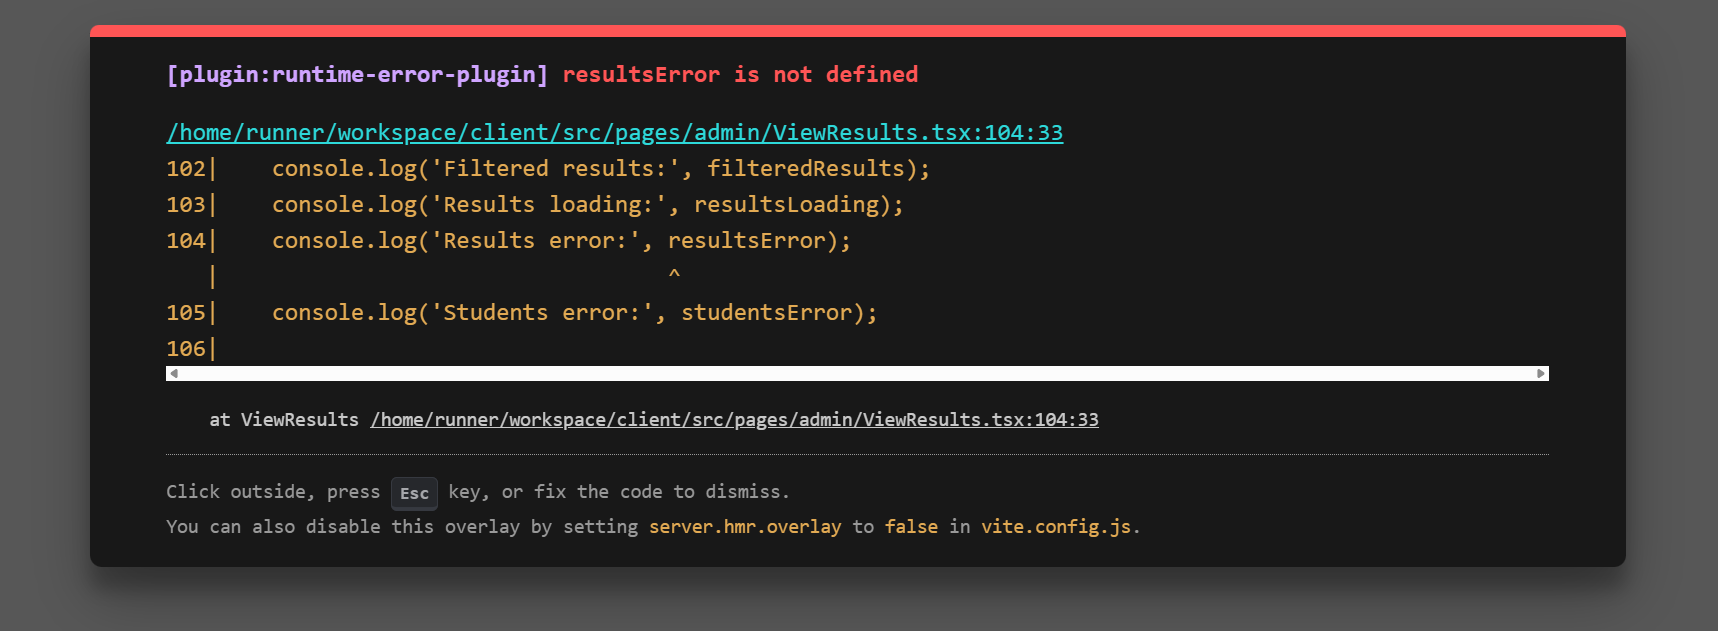 [plugin:runtime-error-plugin] resultsError is not defined
/home/runner/workspace/client/src/pages/admin/ViewResults.tsx:104:33
102|    console.log('Filtered results:', filteredResults);
103|    console.log('Results loading:', resultsLoading);
104|    console.log('Results error:', resultsError);
   |                                  ^
105|    console.log('Students error:', studentsError);
106|
at ViewResults /home/runner/workspace/client/src/pages/admin/ViewResults.tsx:104:33
Click outside, press Esc key, or fix the code to dismiss.
You can also disable this overlay by setting server.hmr.overlay to false in vite.config.js.